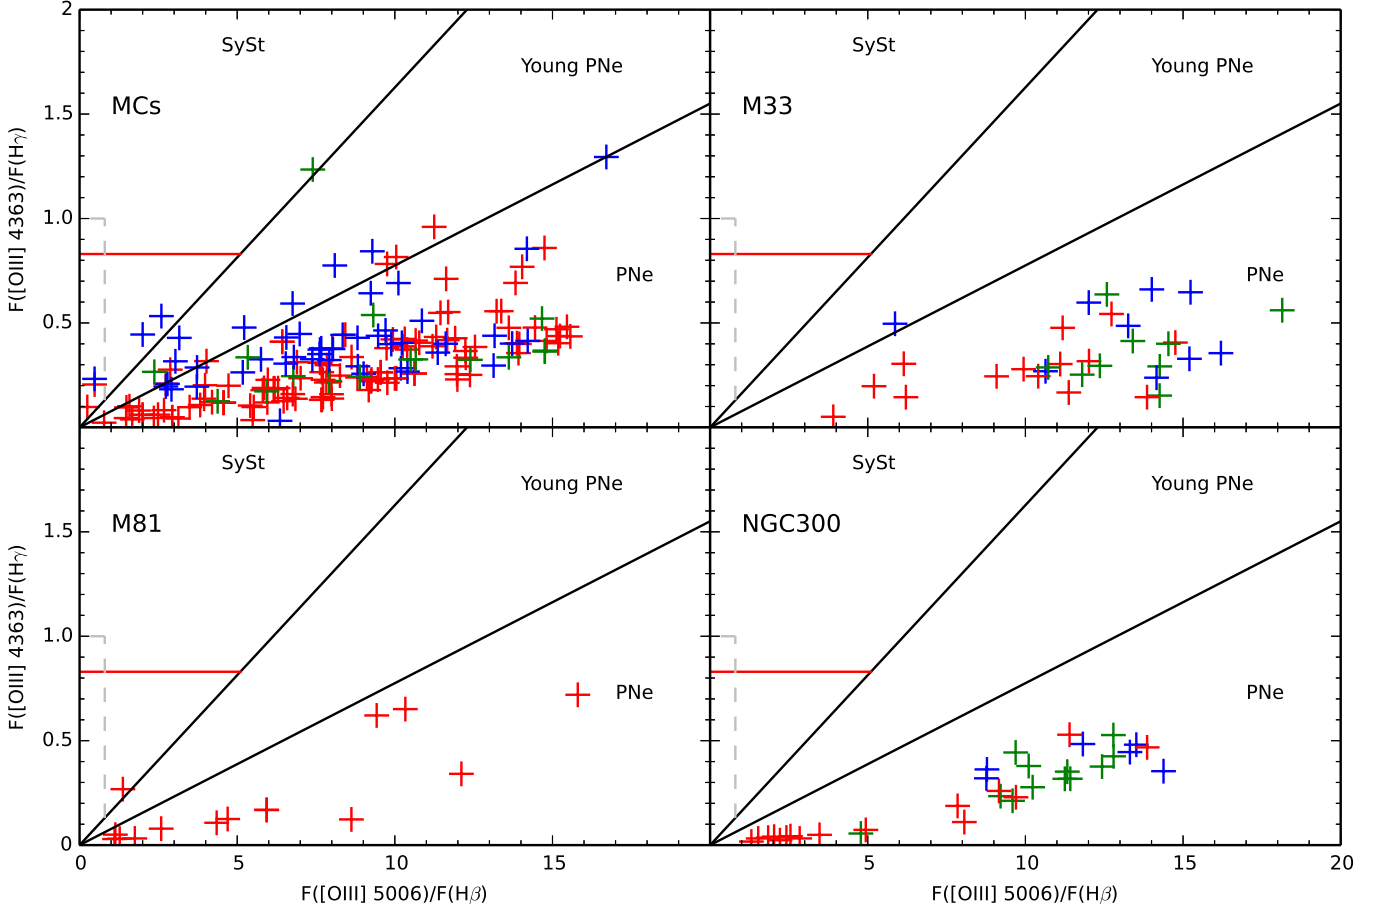 2
SySt
Young PNe
MCs
1.5
1.0
PNe
0.5
F([OIII] 4363)/F(Hγ)
SySt
Young PNe
M33
PNe
SySt
Young PNe
M81
1.5
1.0
PNe
0.5
0
F([OIII] 4363)/F(Hγ)
0 5 10 15
F([OIII] 5006)/F(Hβ)
SySt
Young PNe
NGC300
PNe
5 10 15 20
F([OIII] 5006)/F(Hβ)